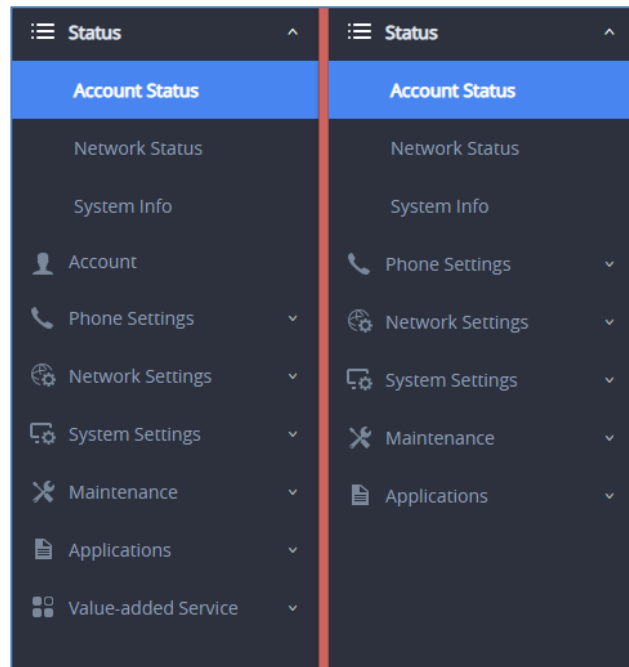 Status
Account Status
Network Status
System Info
Account
Phone Settings
Network Settings
System Settings
Maintenance
Applications
Value-added Service
Status
Account Status
Network Status
System Info
Phone Settings
Network Settings
System Settings
Maintenance
Applications